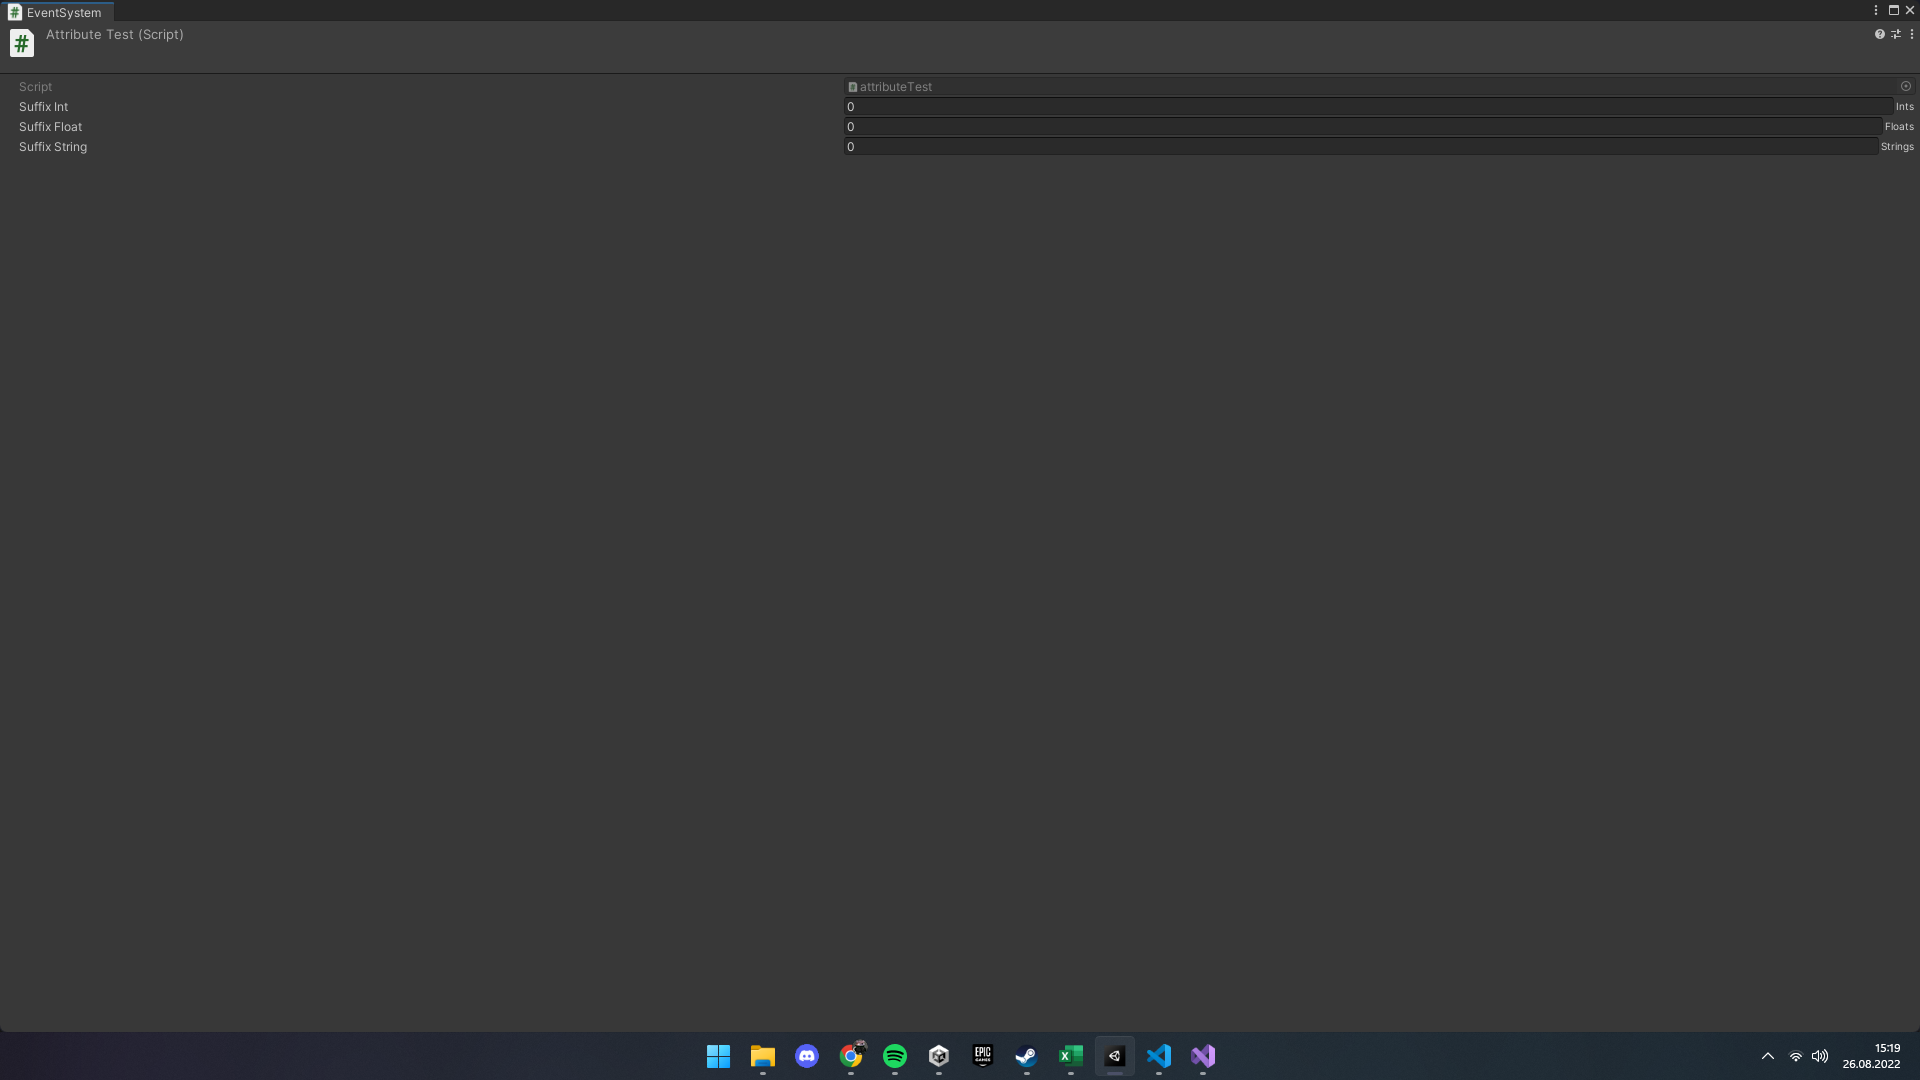 # EventSystem
# Attribute Test (Script)
Script # attributeTest
Suffix Int 0 Ints
Suffix Float 0 Floats
Suffix String 0 Strings
EPIC
GAMES
X
15:19
26.08.2022